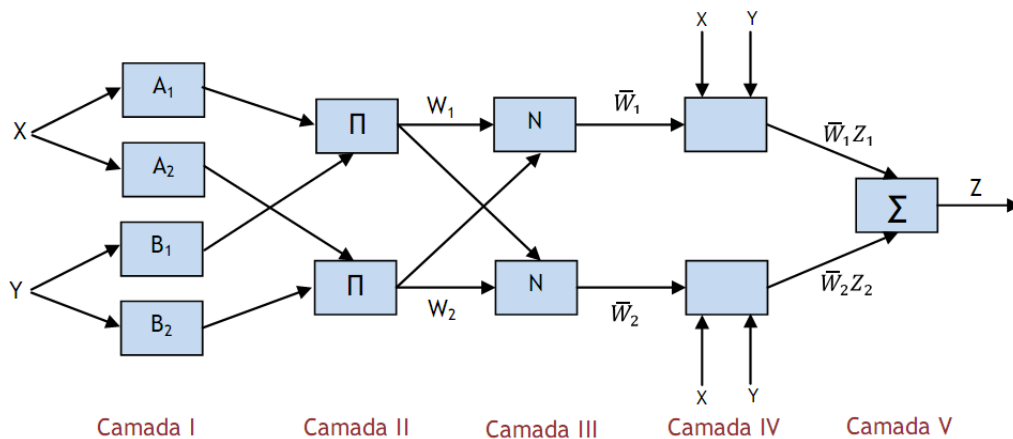 X Y
A₁
W₁ W̅₁
Π N
W̅₁Z₁
X
A₂
Z
Σ
B₁
Y
Π N
W̅₂Z₂
W₂ W̅₂
B₂
X Y
Camada I Camada II Camada III Camada IV Camada V